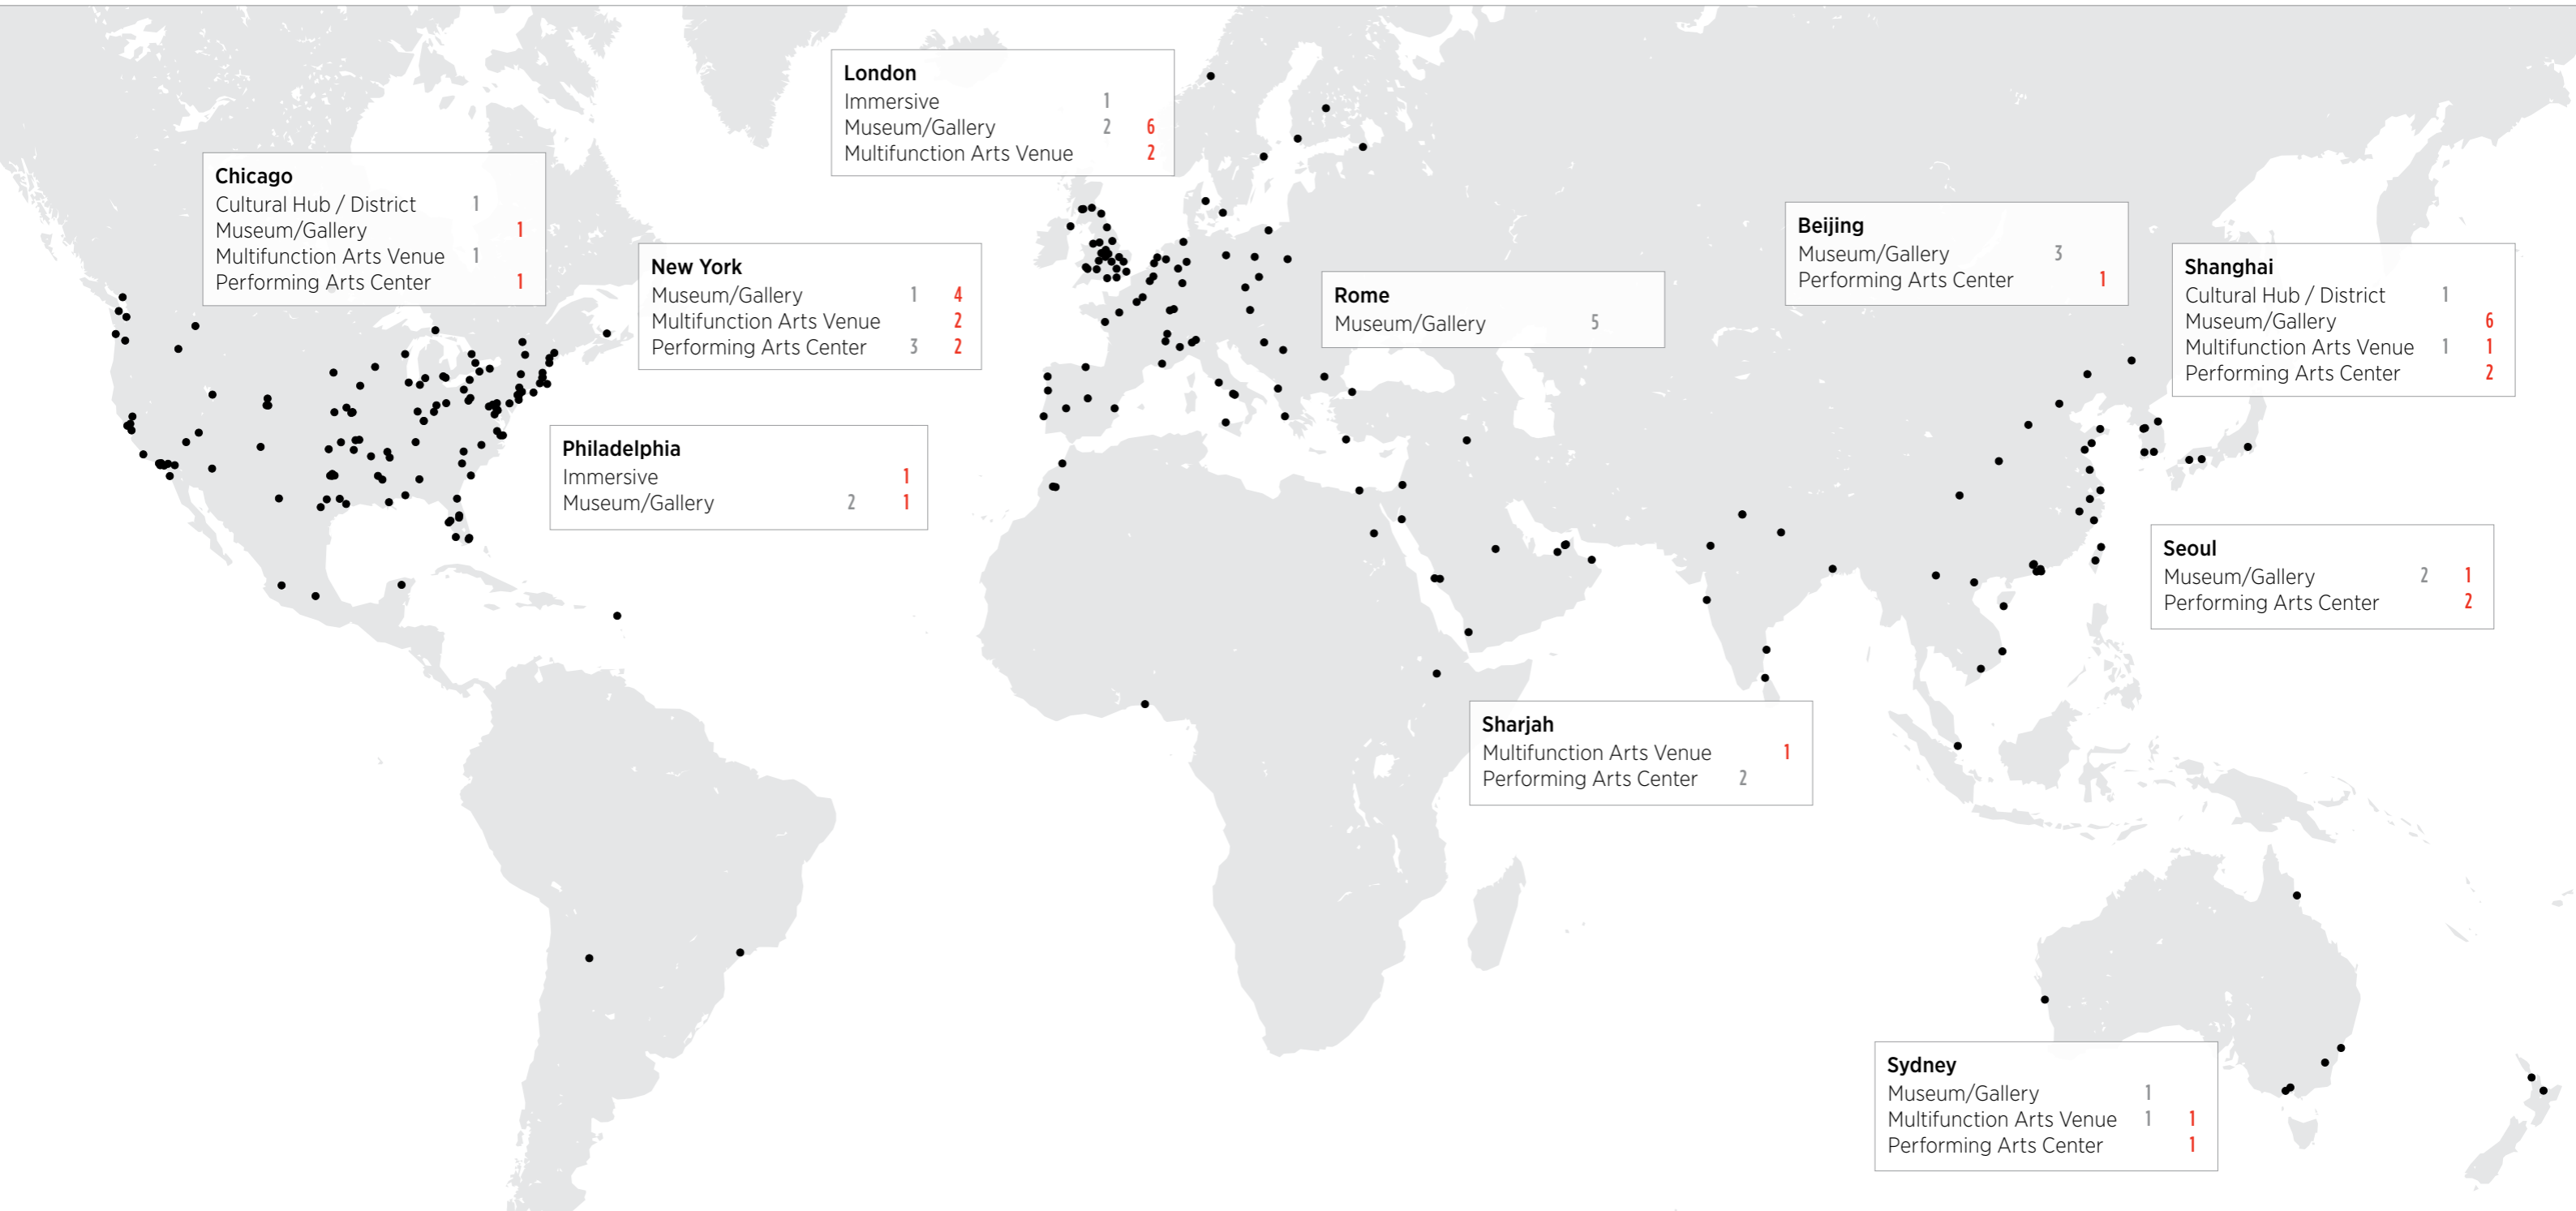 London
Immersive 1
Museum/Gallery 2 6
Multifunction Arts Venue 2
Chicago
Cultural Hub / District 1
Museum/Gallery 1
Multifunction Arts Venue 1
Performing Arts Center 1
New York
Museum/Gallery 1 4
Multifunction Arts Venue 2
Performing Arts Center 3 2
Philadelphia
Immersive 1
Museum/Gallery 2 1
Rome
Museum/Gallery 5
Beijing
Museum/Gallery 3
Performing Arts Center 1
Shanghai
Cultural Hub / District 1
Museum/Gallery 6
Multifunction Arts Venue 1 1
Performing Arts Center 2
Seoul
Museum/Gallery 2 1
Performing Arts Center 2
Sharjah
Multifunction Arts Venue 1
Performing Arts Center 2
Sydney
Museum/Gallery 1
Multifunction Arts Venue 1 1
Performing Arts Center 1